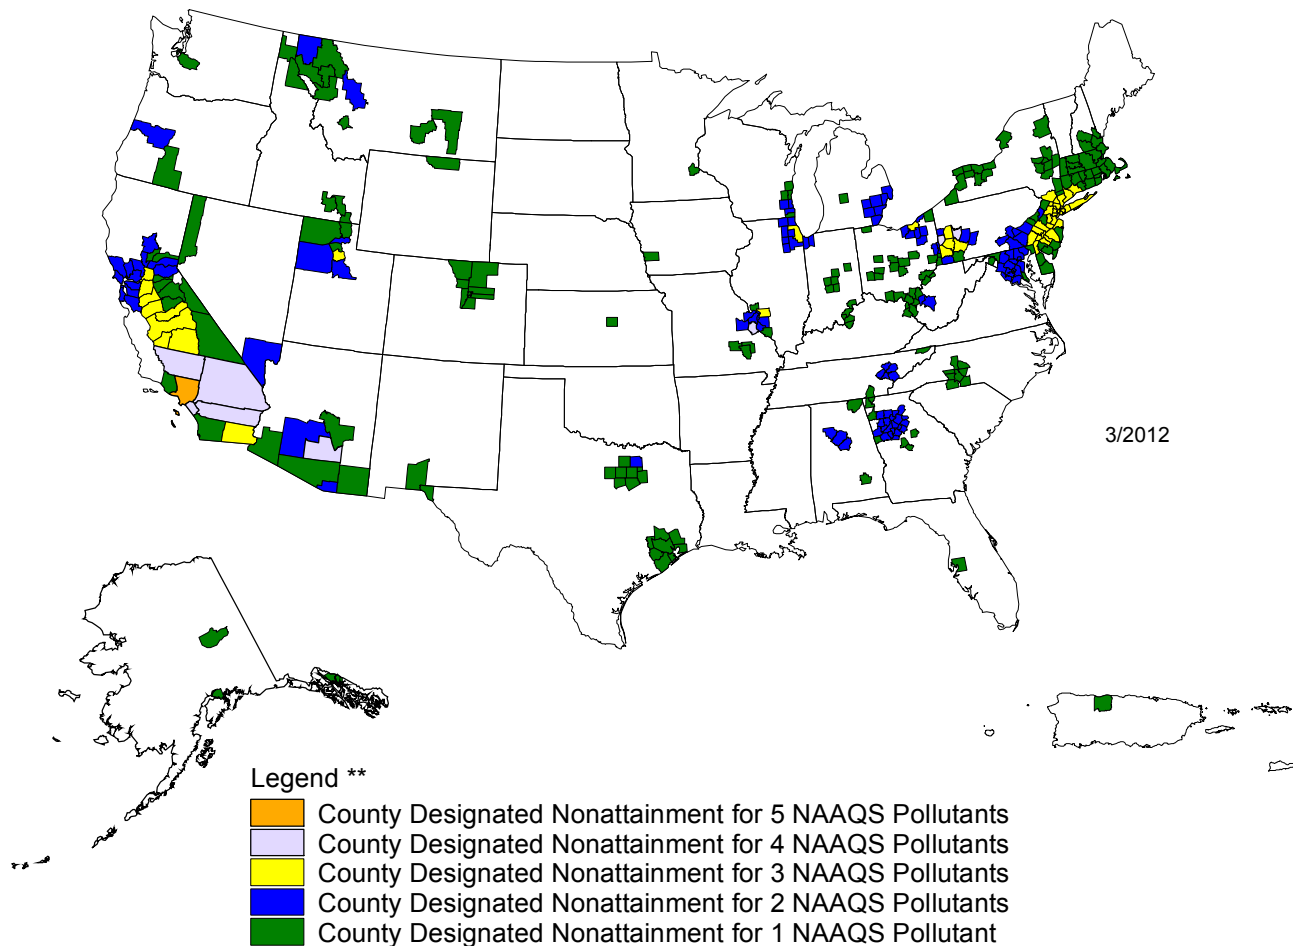 3/2012
Legend **
County Designated Nonattainment for 5 NAAQS Pollutants
County Designated Nonattainment for 4 NAAQS Pollutants
County Designated Nonattainment for 3 NAAQS Pollutants
County Designated Nonattainment for 2 NAAQS Pollutants
County Designated Nonattainment for 1 NAAQS Pollutant